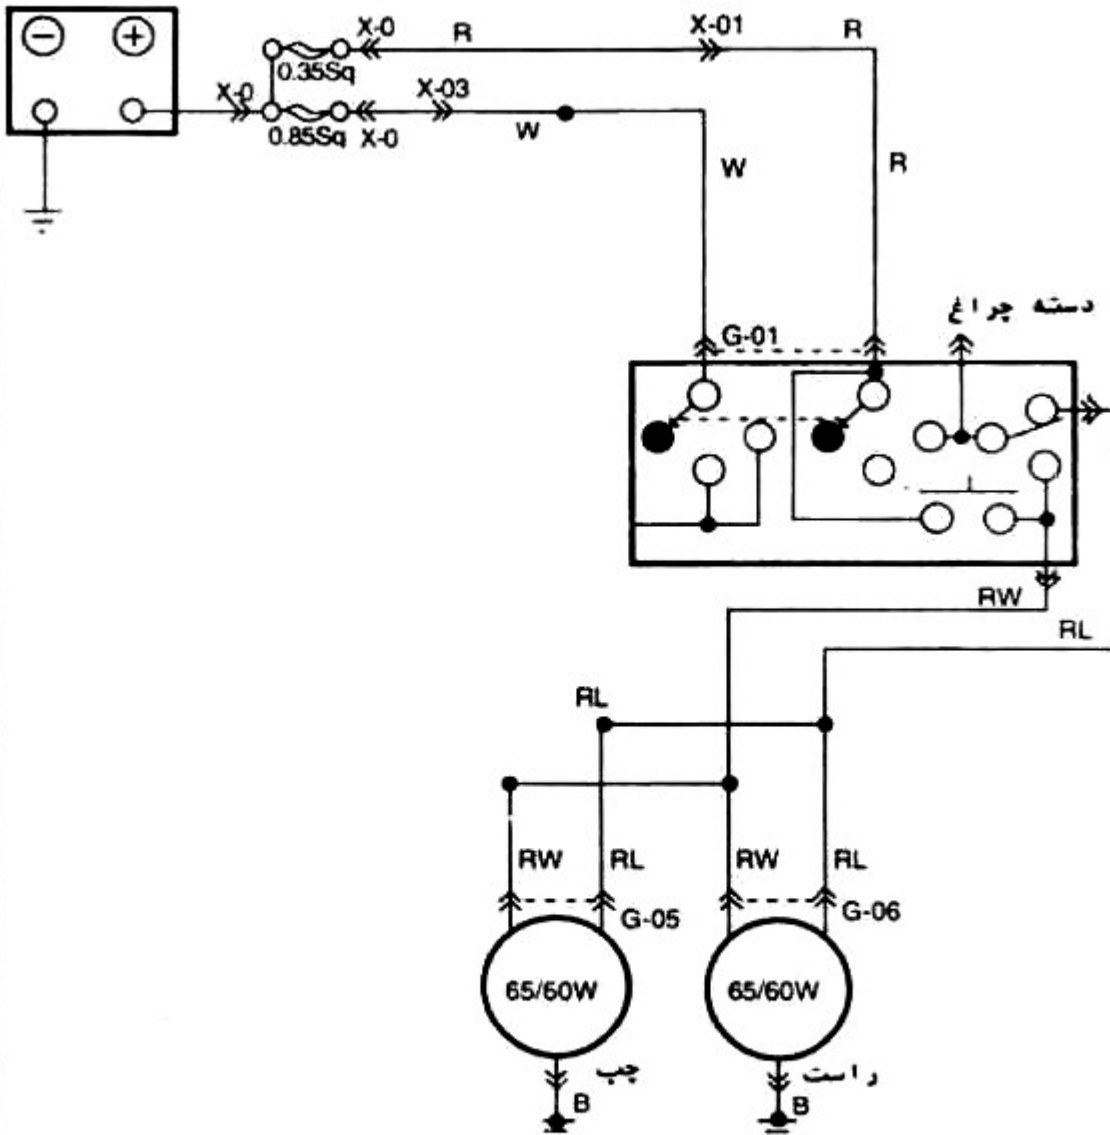 X-0 R X-01 R
− +
0.35Sq
X-0 X-03
0.85Sq X-0 W
W R
دسته چراغ
G-01
RW
RL
RL
RW RL RW RL
G-05 G-06
65/60W 65/60W
چب راست
B B